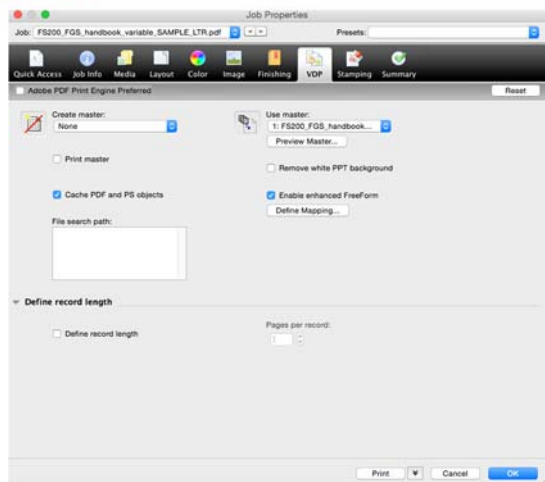 Job Properties
Job: FS200_FGS_handbook_variable_SAMPLE_LTR.pdf
Presets:
Quick Access Job Info Media Layout Color Image Finishing VDP Stamping Summary
Adobe PDF Print Engine Preferred
Reset
Create master:
None
Use master:
1: FS200_FGS_handbook...
Preview Master...
Print master
Remove white PPT background
Cache PDF and PS objects
Enable enhanced FreeForm
Define Mapping...
File search path:
Define record length
Define record length
Pages per record:
1
Print
Cancel
OK